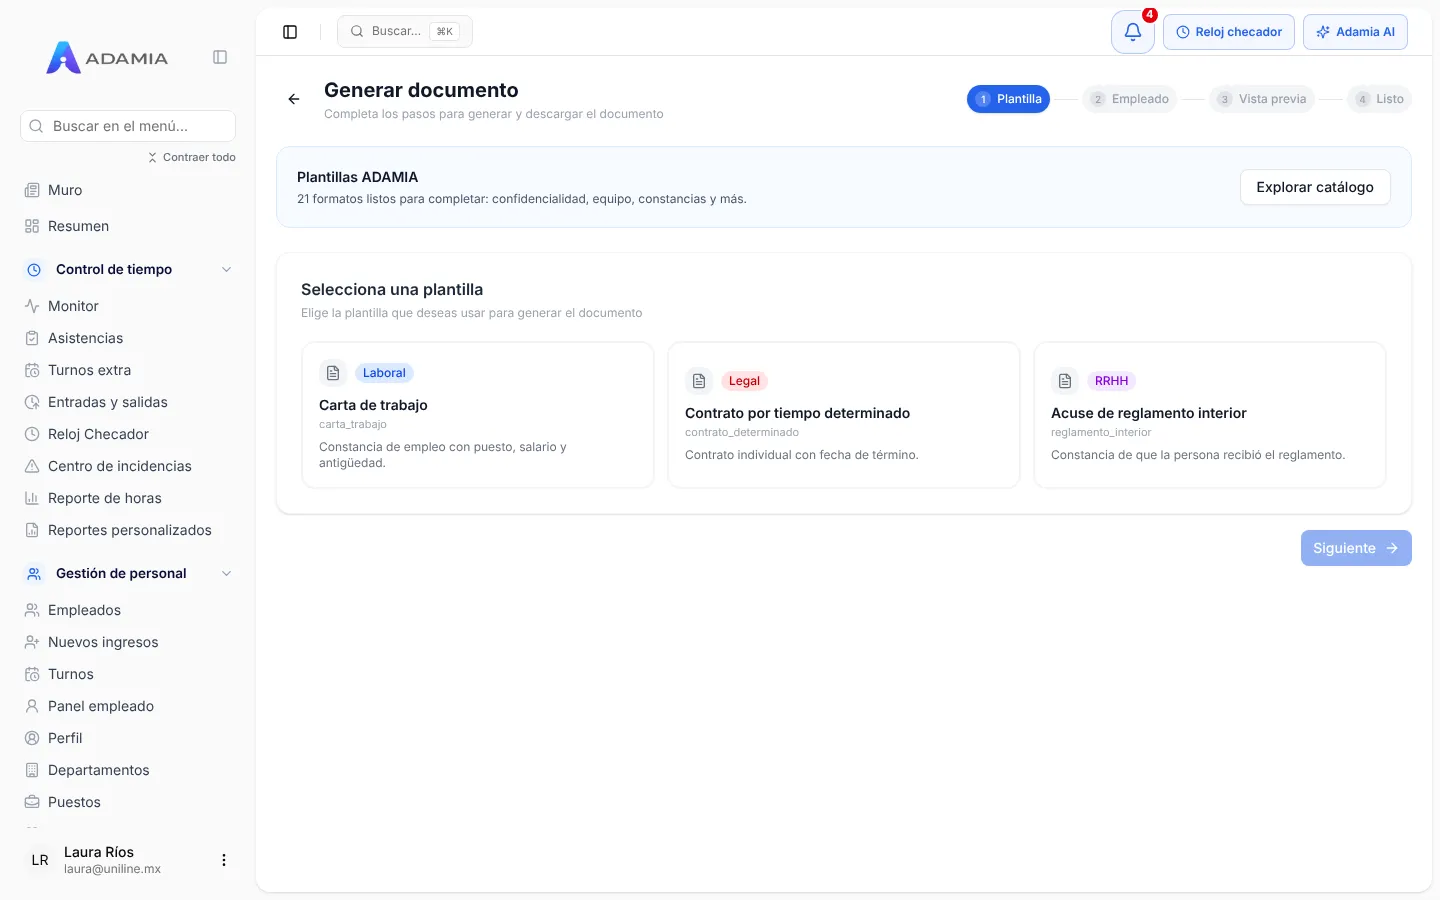 ADAMIA
Buscar en el menú...
Contraer todo
Muro
Resumen
Control de tiempo
Monitor
Asistencias
Turnos extra
Entradas y salidas
Reloj Checador
Centro de incidencias
Reporte de horas
Reportes personalizados
Gestión de personal
Empleados
Nuevos ingresos
Turnos
Panel empleado
Perfil
Departamentos
Puestos
LR
Laura Ríos
laura@uniline.mx
Buscar... ⌘K
4
Reloj checador
Adamia AI
Generar documento
Completa los pasos para generar y descargar el documento
1 Plantilla
2 Empleado
3 Vista previa
4 Listo
Plantillas ADAMIA
21 formatos listos para completar: confidencialidad, equipo, constancias y más.
Explorar catálogo
Selecciona una plantilla
Elige la plantilla que deseas usar para generar el documento
Laboral
Carta de trabajo
carta_trabajo
Constancia de empleo con puesto, salario y
antigüedad.
Legal
Contrato por tiempo determinado
contrato_determinado
Contrato individual con fecha de término.
RRHH
Acuse de reglamento interior
reglamento_interior
Constancia de que la persona recibió el reglamento.
Siguiente